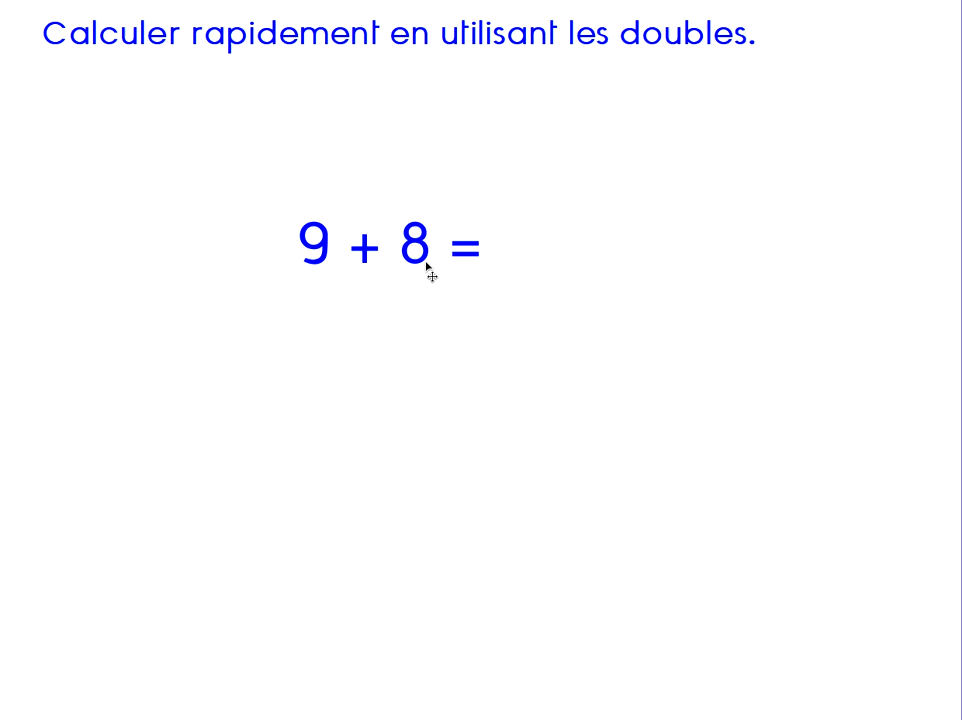 Calculer rapidement en utilisant les doubles.
9 + 8 =